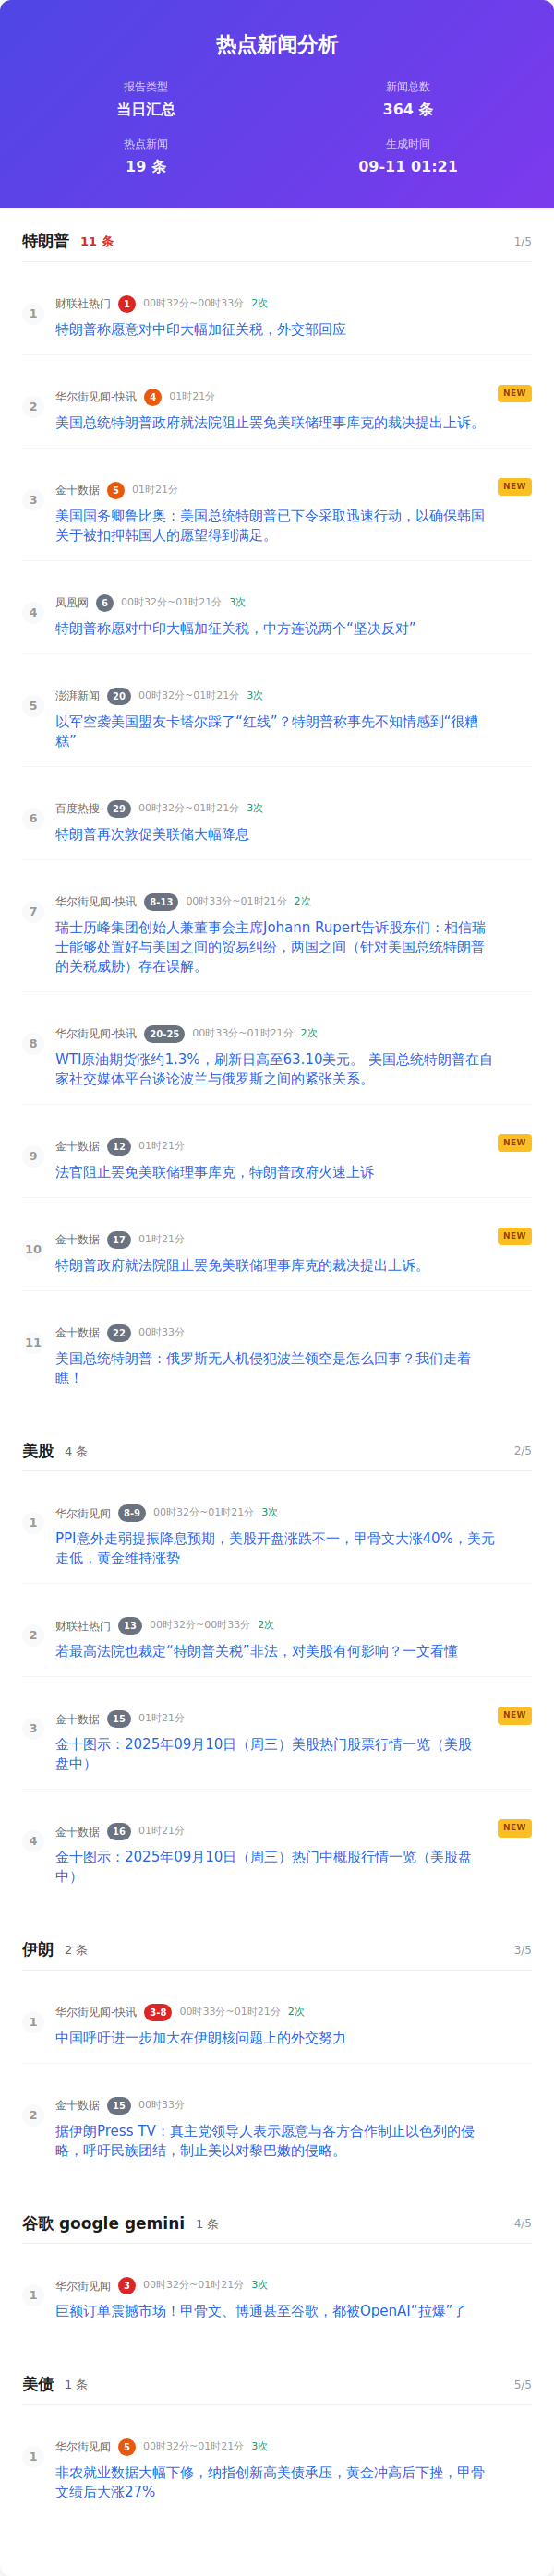 热点新闻分析
报告类型
新闻总数
当日汇总
364 条
热点新闻
生成时间
19 条
09-11 01:21
特朗普 11 条 1/5
1 财联社热门 1 00时32分~00时33分 2次
特朗普称愿意对中印大幅加征关税，外交部回应
2 华尔街见闻-快讯 4 01时21分 NEW
美国总统特朗普政府就法院阻止罢免美联储理事库克的裁决提出上诉。
3 金十数据 5 01时21分 NEW
美国国务卿鲁比奥：美国总统特朗普已下令采取迅速行动，以确保韩国
关于被扣押韩国人的愿望得到满足。
4 凤凰网 6 00时32分~01时21分 3次
特朗普称愿对中印大幅加征关税，中方连说两个“坚决反对”
5 澎湃新闻 20 00时32分~01时21分 3次
以军空袭美国盟友卡塔尔踩了“红线”？特朗普称事先不知情感到“很糟
糕”
6 百度热搜 29 00时32分~01时21分 3次
特朗普再次敦促美联储大幅降息
7 华尔街见闻-快讯 8-13 00时33分~01时21分 2次
瑞士历峰集团创始人兼董事会主席Johann Rupert告诉股东们：相信瑞
士能够处置好与美国之间的贸易纠纷，两国之间（针对美国总统特朗普
的关税威胁）存在误解。
8 华尔街见闻-快讯 20-25 00时33分~01时21分 2次
WTI原油期货涨约1.3%，刷新日高至63.10美元。 美国总统特朗普在自
家社交媒体平台谈论波兰与俄罗斯之间的紧张关系。
9 金十数据 12 01时21分 NEW
法官阻止罢免美联储理事库克，特朗普政府火速上诉
10 金十数据 17 01时21分 NEW
特朗普政府就法院阻止罢免美联储理事库克的裁决提出上诉。
11 金十数据 22 00时33分
美国总统特朗普：俄罗斯无人机侵犯波兰领空是怎么回事？我们走着
瞧！
美股 4 条 2/5
1 华尔街见闻 8-9 00时32分~01时21分 3次
PPI意外走弱提振降息预期，美股开盘涨跌不一，甲骨文大涨40%，美元
走低，黄金维持涨势
2 财联社热门 13 00时32分~00时33分 2次
若最高法院也裁定“特朗普关税”非法，对美股有何影响？一文看懂
3 金十数据 15 01时21分 NEW
金十图示：2025年09月10日（周三）美股热门股票行情一览（美股
盘中）
4 金十数据 16 01时21分 NEW
金十图示：2025年09月10日（周三）热门中概股行情一览（美股盘
中）
伊朗 2 条 3/5
1 华尔街见闻-快讯 3-8 00时33分~01时21分 2次
中国呼吁进一步加大在伊朗核问题上的外交努力
2 金十数据 15 00时33分
据伊朗Press TV：真主党领导人表示愿意与各方合作制止以色列的侵
略，呼吁民族团结，制止美以对黎巴嫩的侵略。
谷歌 google gemini 1 条 4/5
1 华尔街见闻 3 00时32分~01时21分 3次
巨额订单震撼市场！甲骨文、博通甚至谷歌，都被OpenAI“拉爆”了
美债 1 条 5/5
1 华尔街见闻 5 00时32分~01时21分 3次
非农就业数据大幅下修，纳指创新高美债承压，黄金冲高后下挫，甲骨
文绩后大涨27%